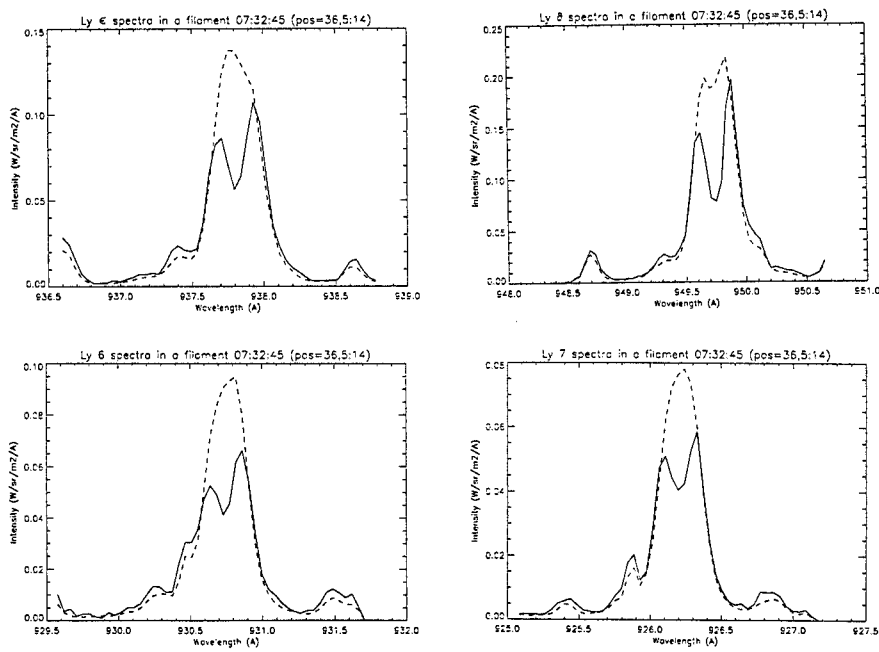 Ly ε spectra in a filament 07:32:45 (pos=36,5:14)
Intensity (W/sr/m2/A)
0.15
0.10
0.05
0.00
936.5 937.0 937.5 938.0 938.5 939.0
Wavelength (A)
Ly δ spectra in a filament 07:32:45 (pos=36,5:14)
Intensity (W/sr/m2/A)
0.25
0.20
0.15
0.10
0.05
0.00
948.0 948.5 949.0 949.5 950.0 950.5 951.0
Wavelength (A)
Ly 6 spectra in a filament 07:32:45 (pos=36,5:14)
Intensity (W/sr/m2/A)
0.10
0.08
0.06
0.04
0.02
0.00
929.5 930.0 930.5 931.0 931.5 932.0
Wavelength (A)
Ly 7 spectra in a filament 07:32:45 (pos=36,5:14)
Intensity (W/sr/m2/A)
0.08
0.06
0.04
0.02
0.00
925.0 925.5 926.0 926.5 927.0 927.5
Wavelength (A)